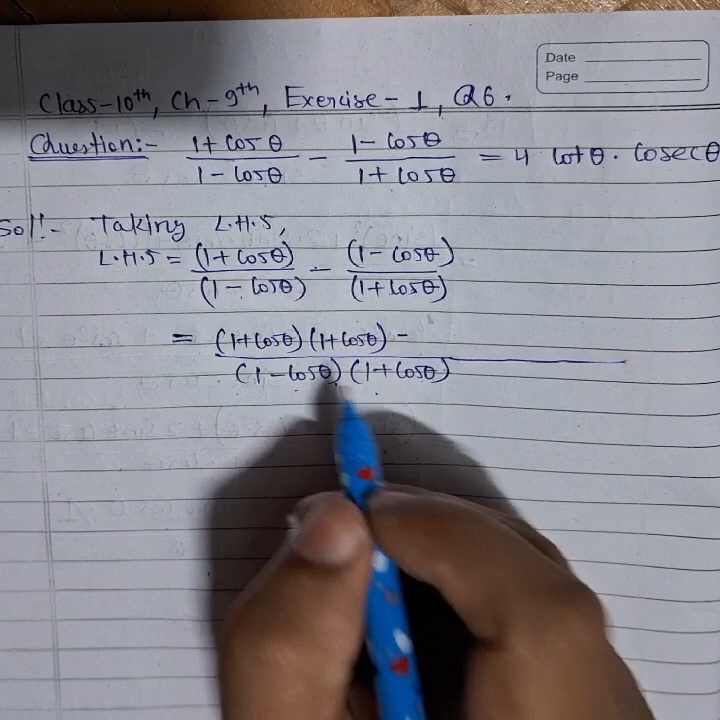 Date
Page
Class-10th, Ch-9th, Exercise-1, Q6.
Question:- (1+cosθ)/(1-cosθ) - (1-cosθ)/(1+cosθ) = 4 cotθ. cosecθ
Sol!- Taking L.H.S,
L.H.S = (1+cosθ)/(1-cosθ) - (1-cosθ)/(1+cosθ)
= (1+cosθ)(1+cosθ) -
(1-cosθ)(1+cosθ)